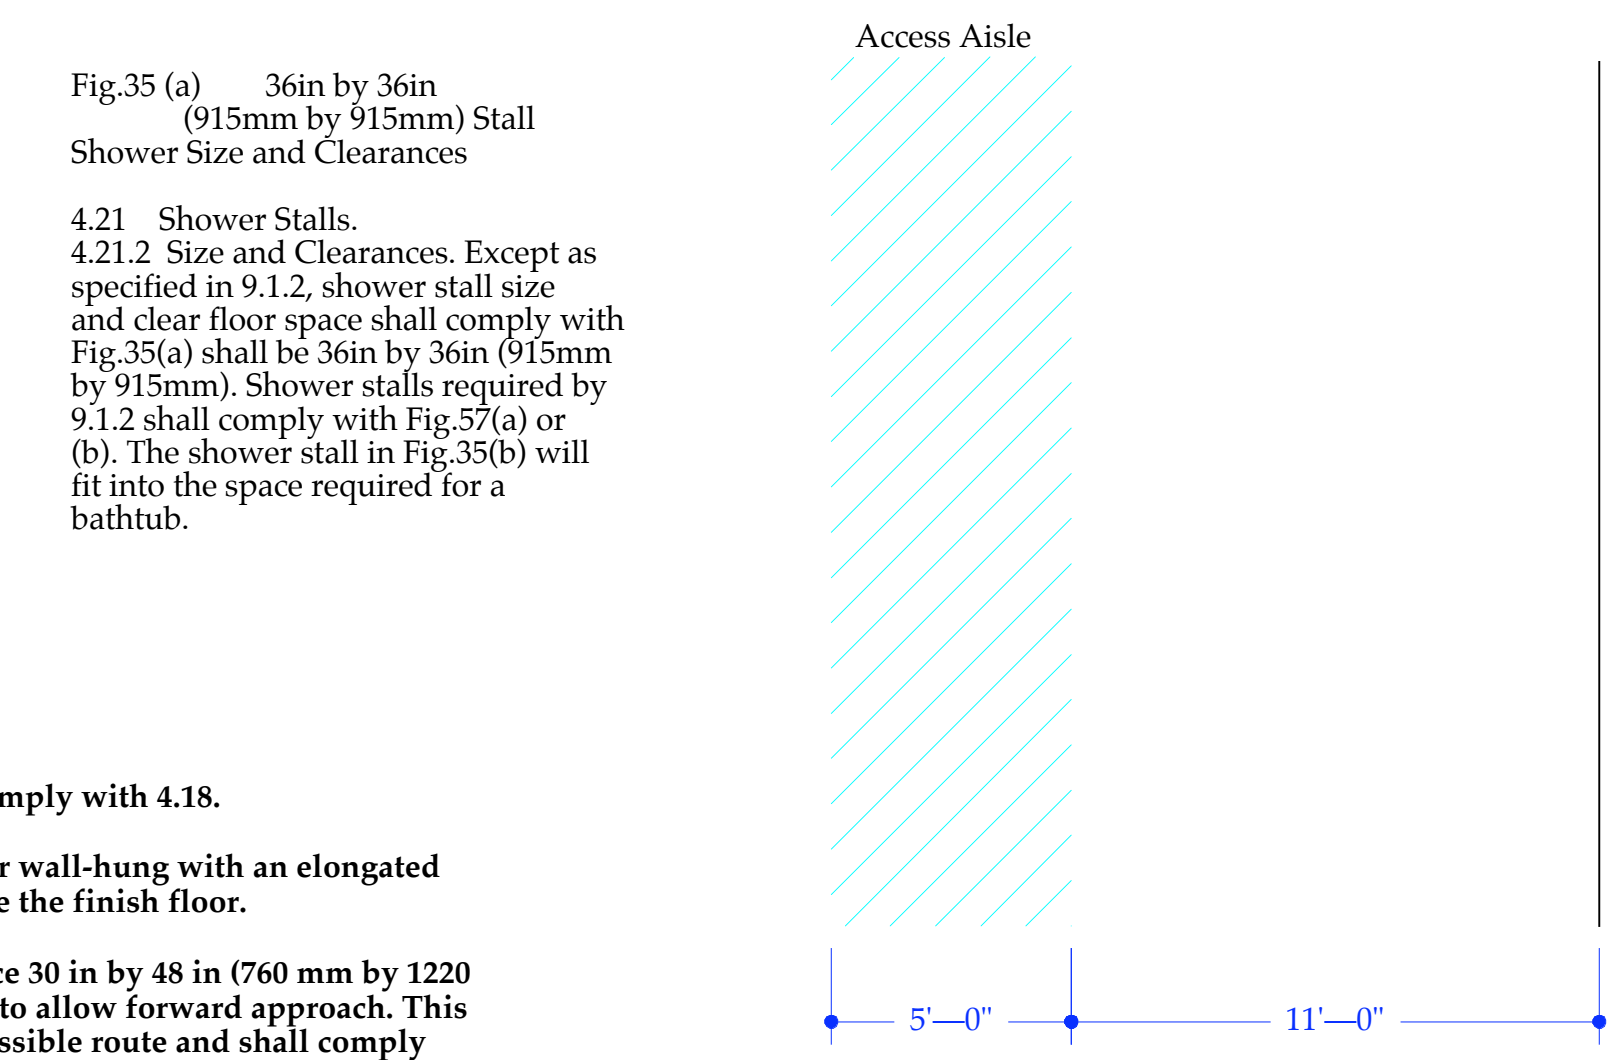 Access Aisle
Fig.35 (a) 36in by 36in
(915mm by 915mm) Stall
Shower Size and Clearances
4.21 Shower Stalls.
4.21.2 Size and Clearances. Except as
specified in 9.1.2, shower stall size
and clear floor space shall comply with
Fig.35(a) shall be 36in by 36in (915mm
by 915mm). Shower stalls required by
9.1.2 shall comply with Fig.57(a) or
(b). The shower stall in Fig.35(b) will
fit into the space required for a
bathtub.
mply with 4.18.
r wall-hung with an elongated
e the finish floor.
ce 30 in by 48 in (760 mm by 1220
to allow forward approach. This
ssible route and shall comply
5'—0" 11'—0"